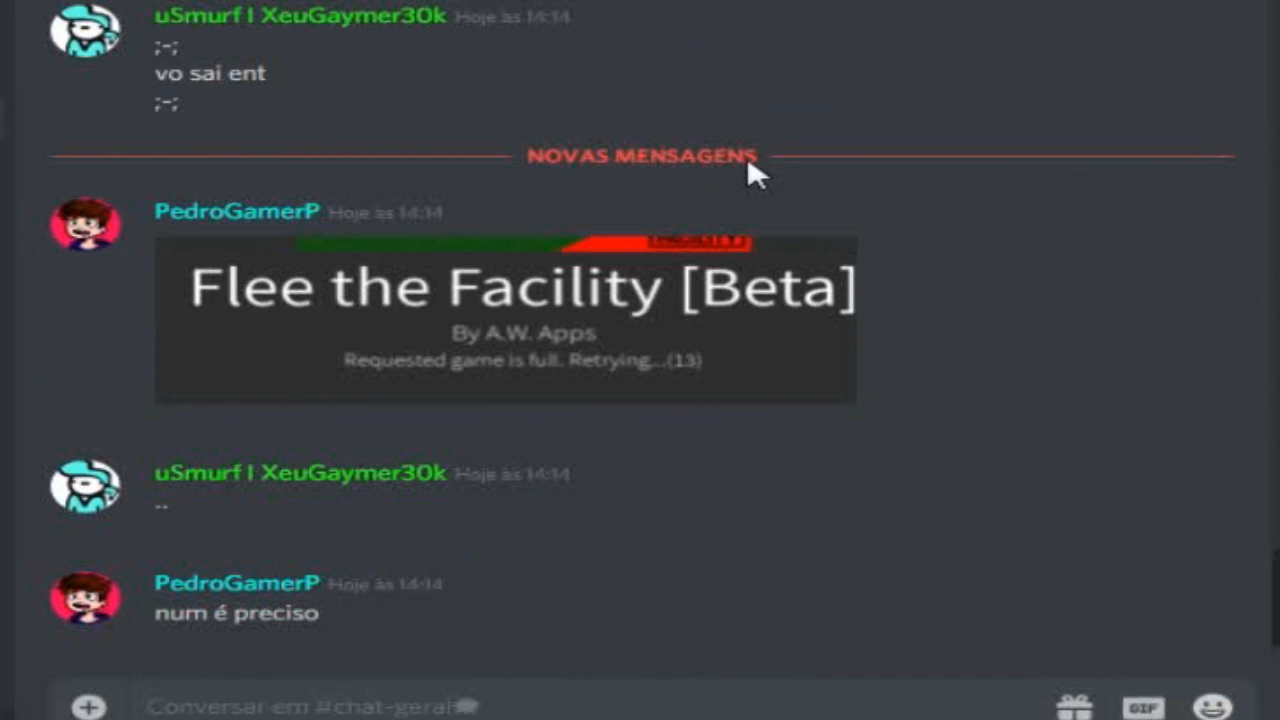 uSmurf | XeuGaymer30k Hoje às 14:14
;-;
vo sai ent
;-;
NOVAS MENSAGENS
PedroGamerP Hoje às 14:14
Flee the Facility [Beta]
By A.W. Apps
Requested game is full. Retrying...(13)
uSmurf | XeuGaymer30k Hoje às 14:14
--
PedroGamerP Hoje às 14:14
num é preciso
Conversar em #chat-geral
GIF